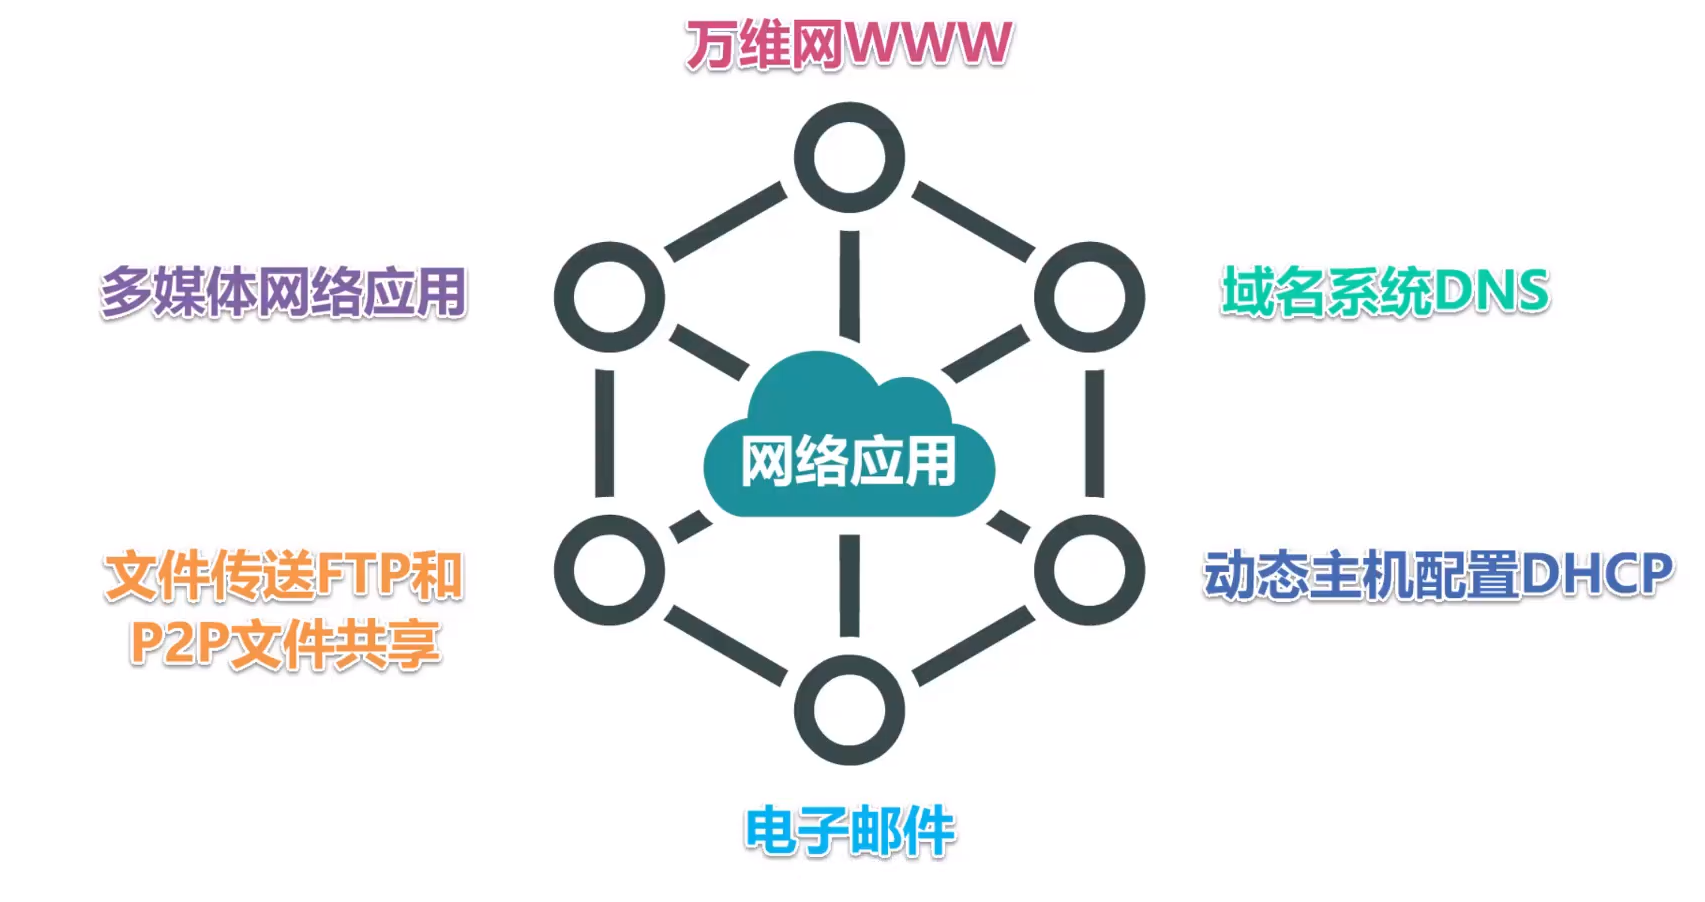 万维网WWW
多媒体网络应用
域名系统DNS
网络应用
文件传送FTP和
P2P文件共享
动态主机配置DHCP
电子邮件